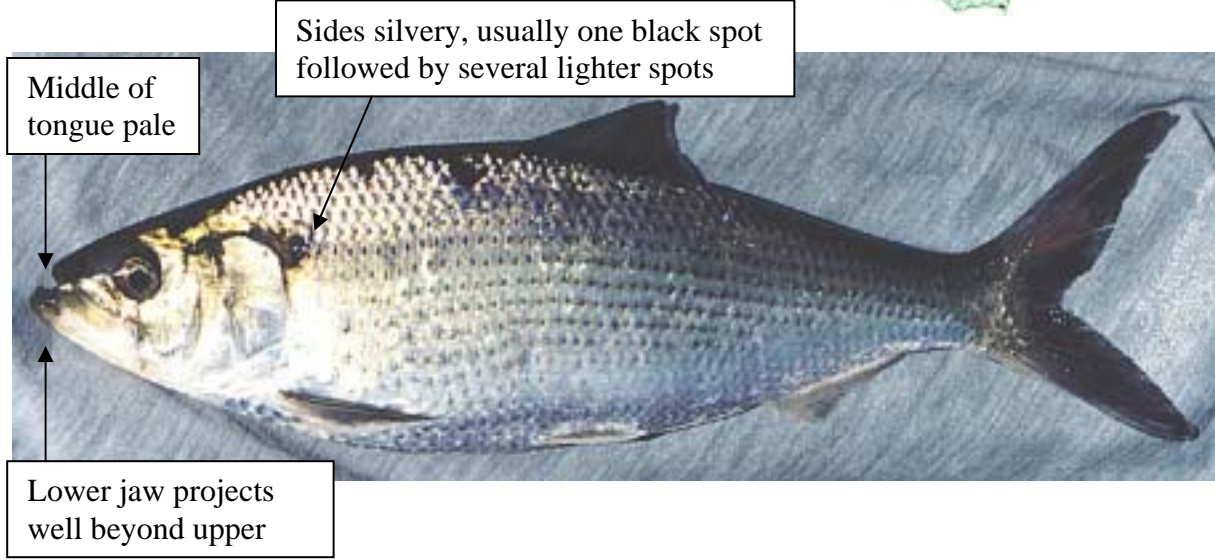 Sides silvery, usually one black spot
followed by several lighter spots
Middle of
tongue pale
Lower jaw projects
well beyond upper